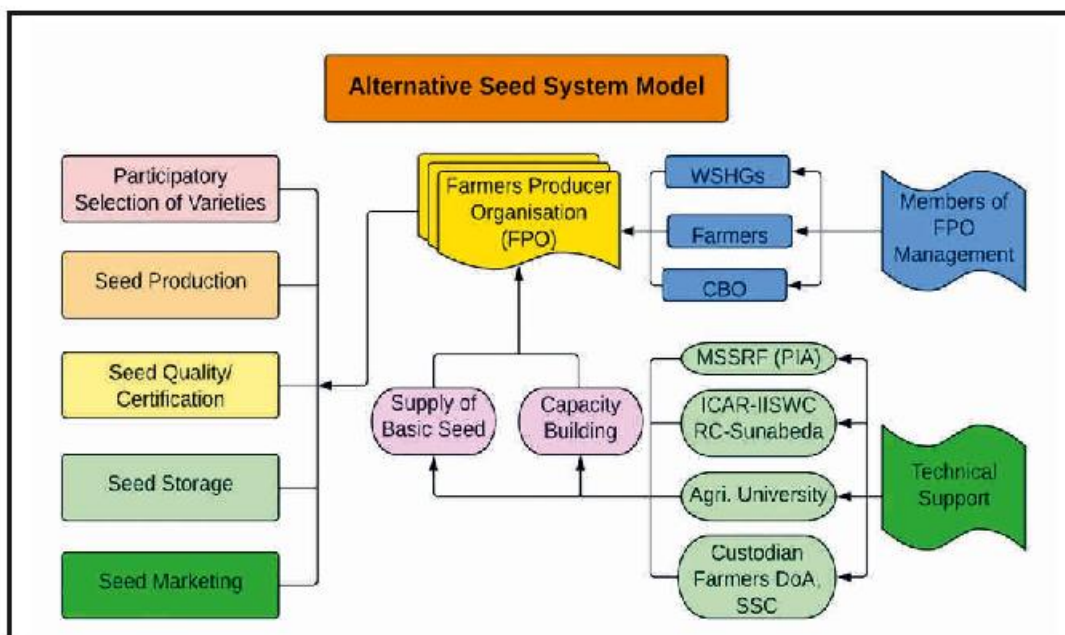 Alternative Seed System Model
Participatory
Selection of Varieties
Seed Production
Seed Quality/
Certification
Seed Storage
Seed Marketing
Farmers Producer
Organisation
(FPO)
Supply of
Basic Seed
Capacity
Building
WSHGs
Farmers
CBO
Members of
FPO
Management
MSSRF (PIA)
ICAR-IISWC
RC-Sunabeda
Agri. University
Custodian
Farmers DoA,
SSC
Technical
Support